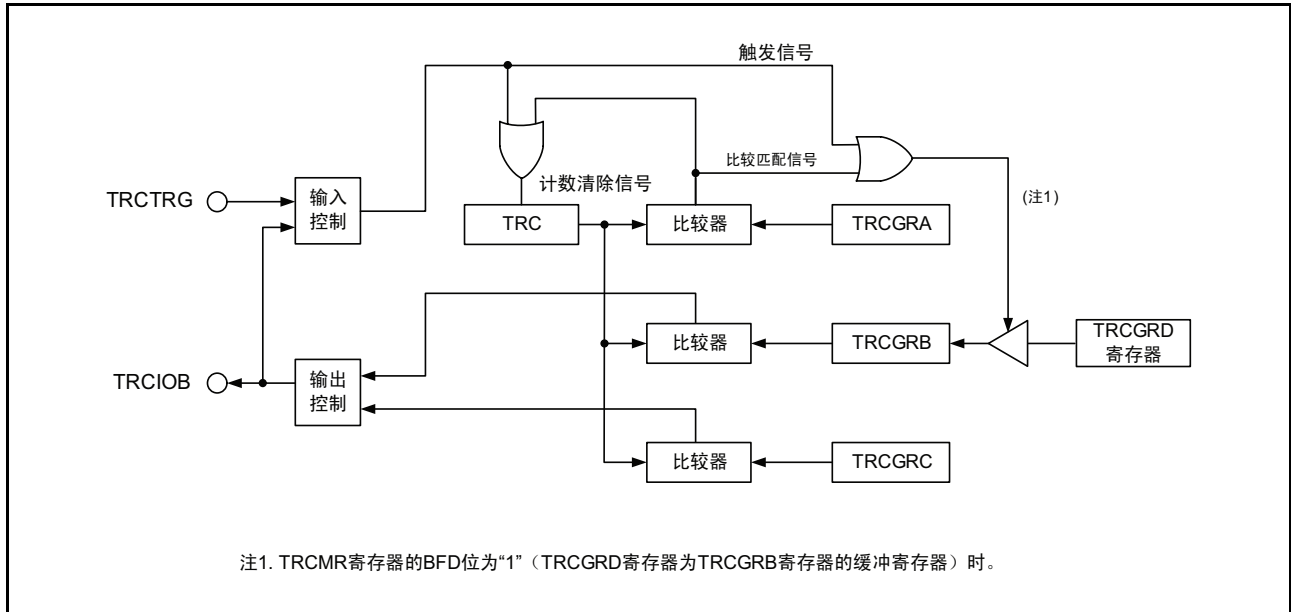 触发信号
比较匹配信号
计数清除信号
(注1)
TRCTRG
输入
控制
TRC
比较器
TRCGRA
比较器
TRCGRB
TRCGRD
寄存器
TRCIOB
输出
控制
比较器
TRCGRC
注1. TRCMR寄存器的BFD位为“1”（TRCGRD寄存器为TRCGRB寄存器的缓冲寄存器）时。